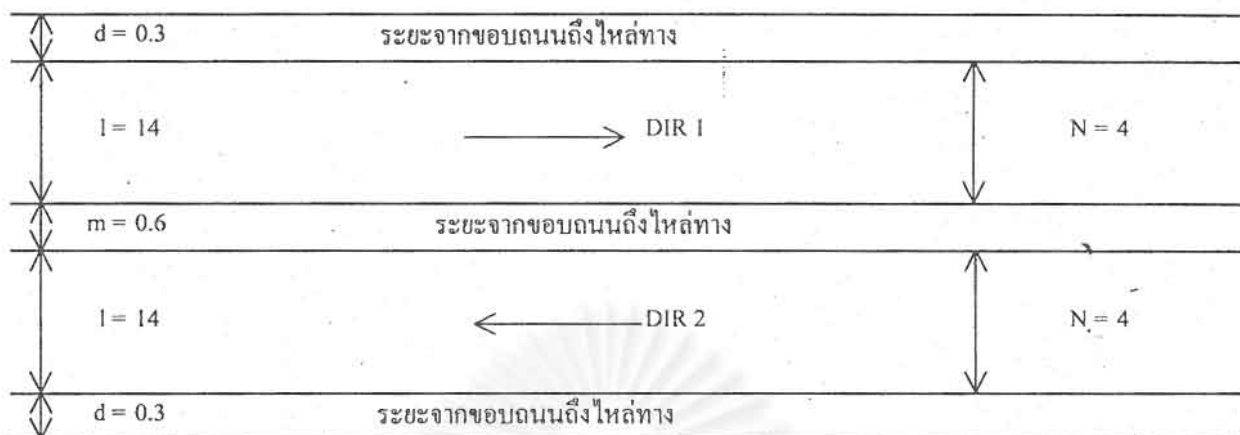 d = 0.3 ระยะจากขอบถนนถึงไหล่ทาง
l = 14 DIR 1 N = 4
m = 0.6 ระยะจากขอบถนนถึงไหล่ทาง
l = 14 DIR 2 N = 4
d = 0.3 ระยะจากขอบถนนถึงไหล่ทาง